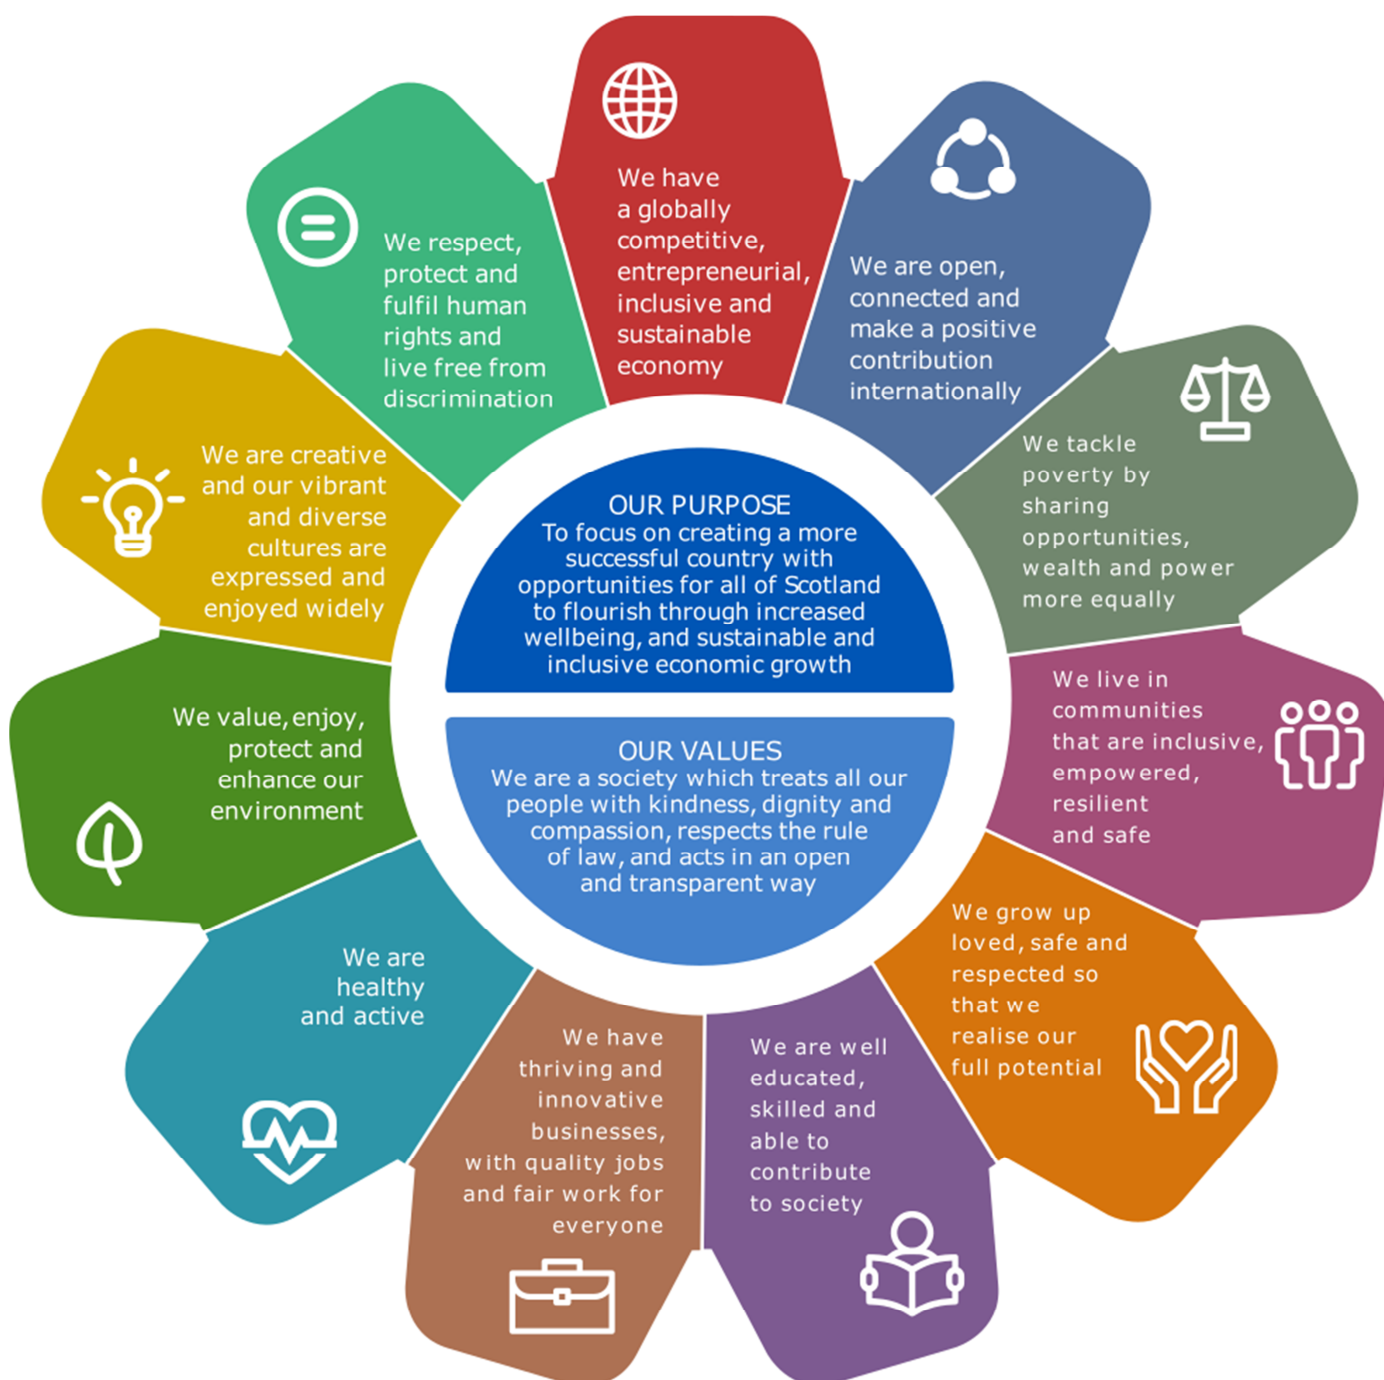 We have
a globally
competitive,
entrepreneurial,
inclusive and
sustainable
economy
We are open,
connected and
make a positive
contribution
internationally
We tackle
poverty by
sharing
opportunities,
wealth and power
more equally
We live in
communities
that are inclusive,
empowered,
resilient
and safe
We grow up
loved, safe and
respected so
that we
realise our
full potential
We are well
educated,
skilled and
able to
contribute
to society
We have
thriving and
innovative
businesses,
with quality jobs
and fair work for
everyone
We are
healthy
and active
We value, enjoy,
protect and
enhance our
environment
We are creative
and our vibrant
and diverse
cultures are
expressed and
enjoyed widely
We respect,
protect and
fulfil human
rights and
live free from
discrimination
OUR PURPOSE
To focus on creating a more
successful country with
opportunities for all of Scotland
to flourish through increased
wellbeing, and sustainable and
inclusive economic growth
OUR VALUES
We are a society which treats all our
people with kindness, dignity and
compassion, respects the rule
of law, and acts in an open
and transparent way